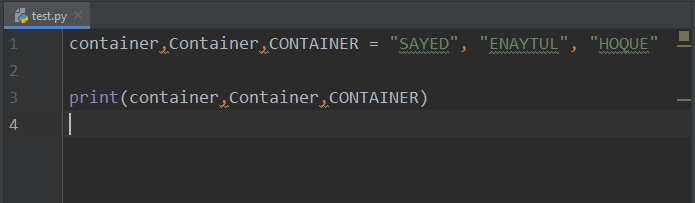 test.py
1 container,Container,CONTAINER = "SAYED", "ENAYTUL", "HOQUE"
2
3 print(container,Container,CONTAINER)
4